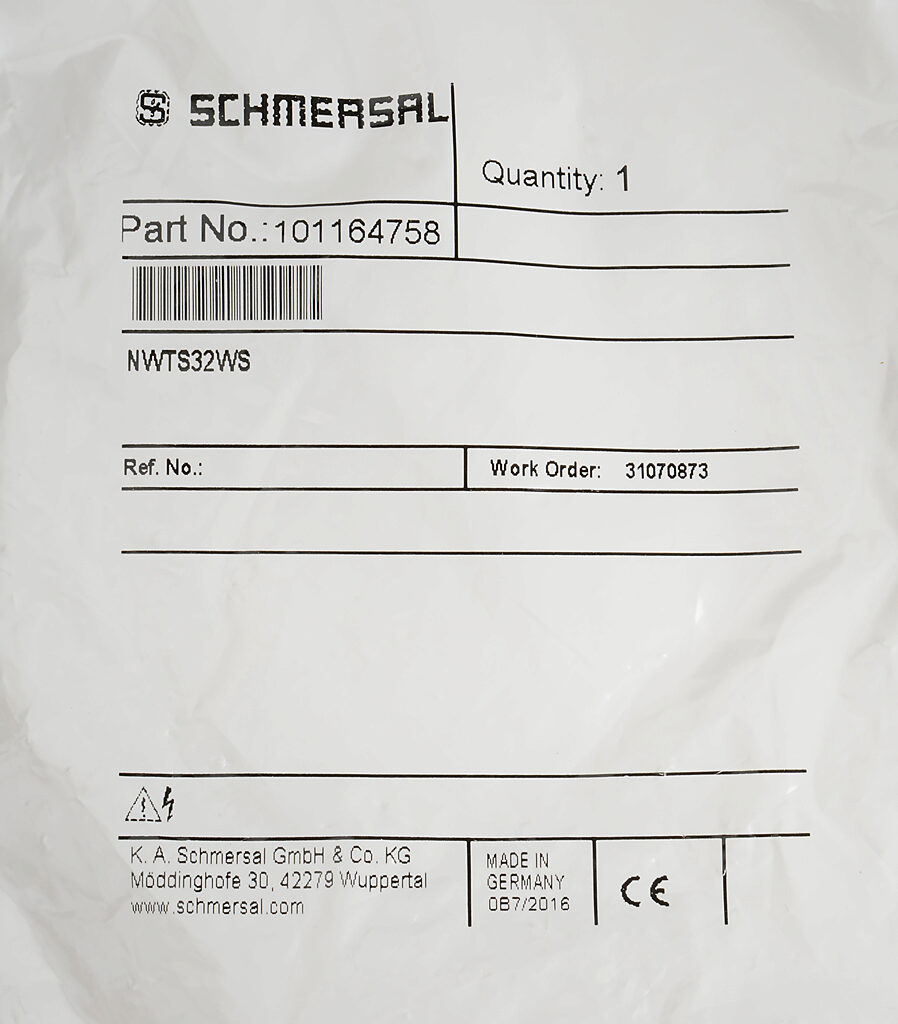 SCHMERSAL
Quantity: 1
Part No.:101164758
NWTS32WS
Ref. No.:
Work Order: 31070873
K. A. Schmersal GmbH & Co. KG
Möddinghofe 30, 42279 Wuppertal
www.schmersal.com
MADE IN
GERMANY
0B7/2016
CE